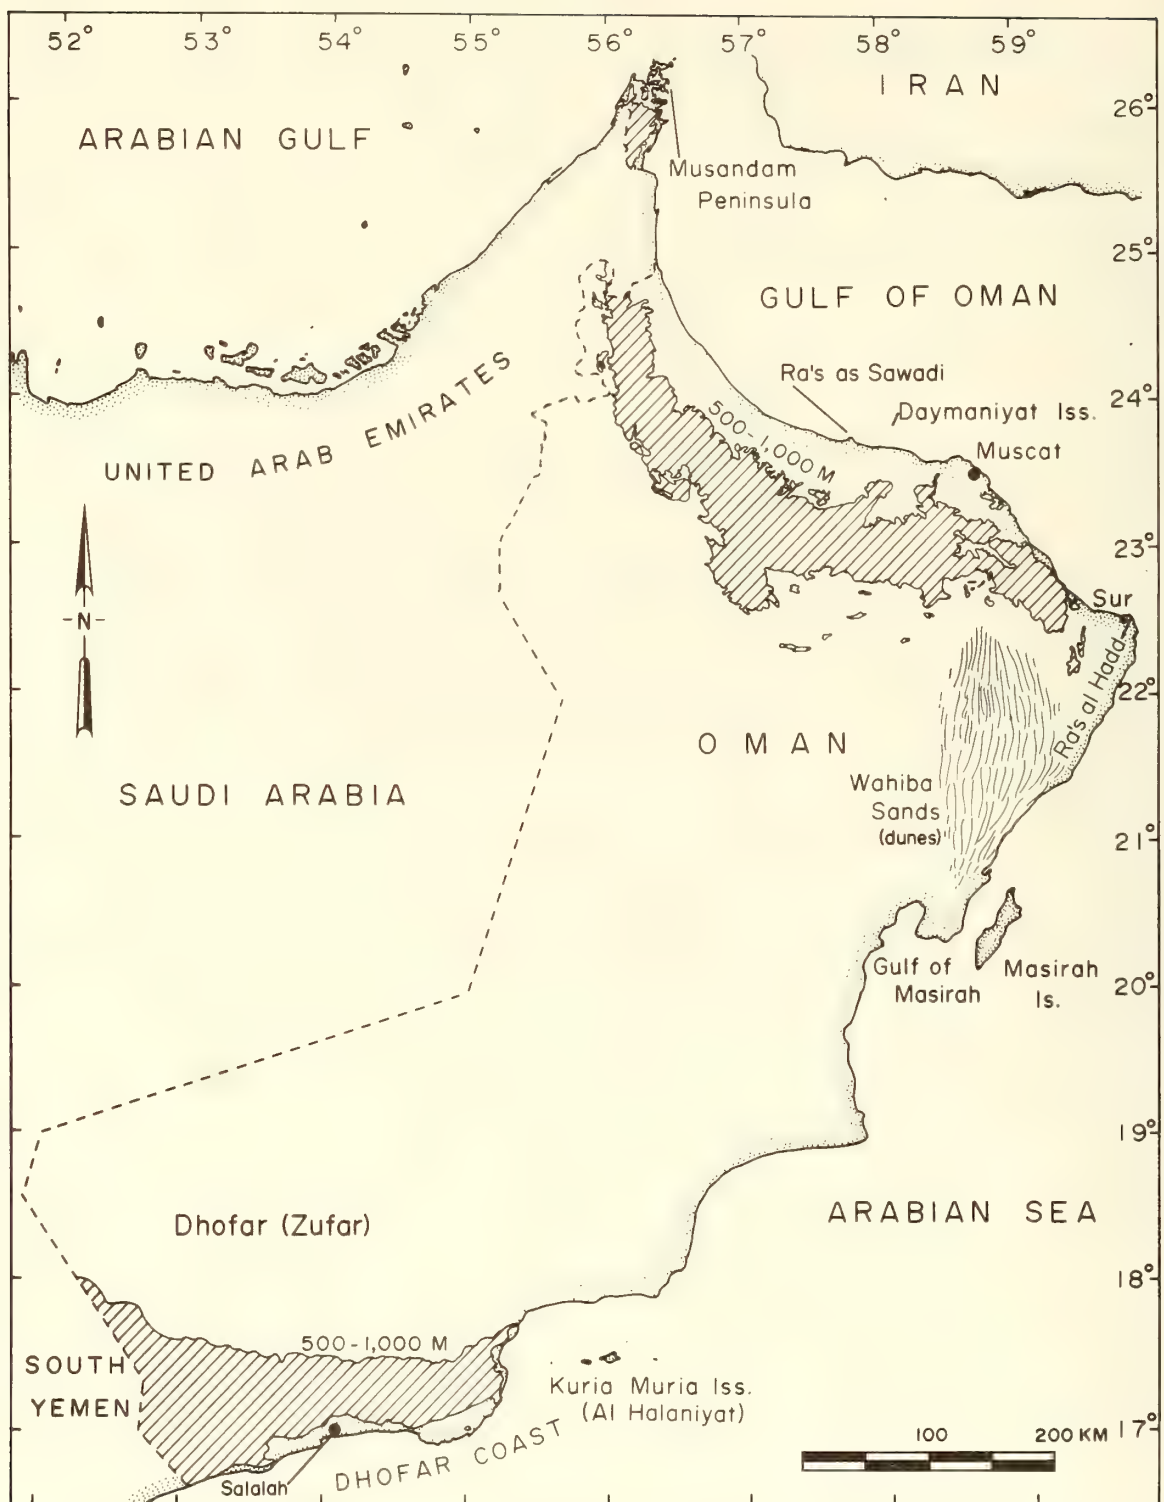 52° 53° 54° 55° 56° 57° 58° 59°
IRAN
26°
ARABIAN GULF
Musandam
Peninsula
25°
GULF OF OMAN
Ra's as Sawadi
24°
Daymaniyat Iss.
500-1,000 M
Muscat
UNITED ARAB EMIRATES
23°
-N-
Sur
Ra's al Hadd
22°
OMAN
SAUDI ARABIA
Wahiba
Sands
(dunes)
21°
Gulf of
Masirah
Masirah
Is.
20°
19°
ARABIAN SEA
Dhofar (Zufar)
18°
500-1,000 M
SOUTH
YEMEN
Kuria Muria Iss.
(Al Halaniyat)
17°
100 200 KM
DHOFAR COAST
Salalah